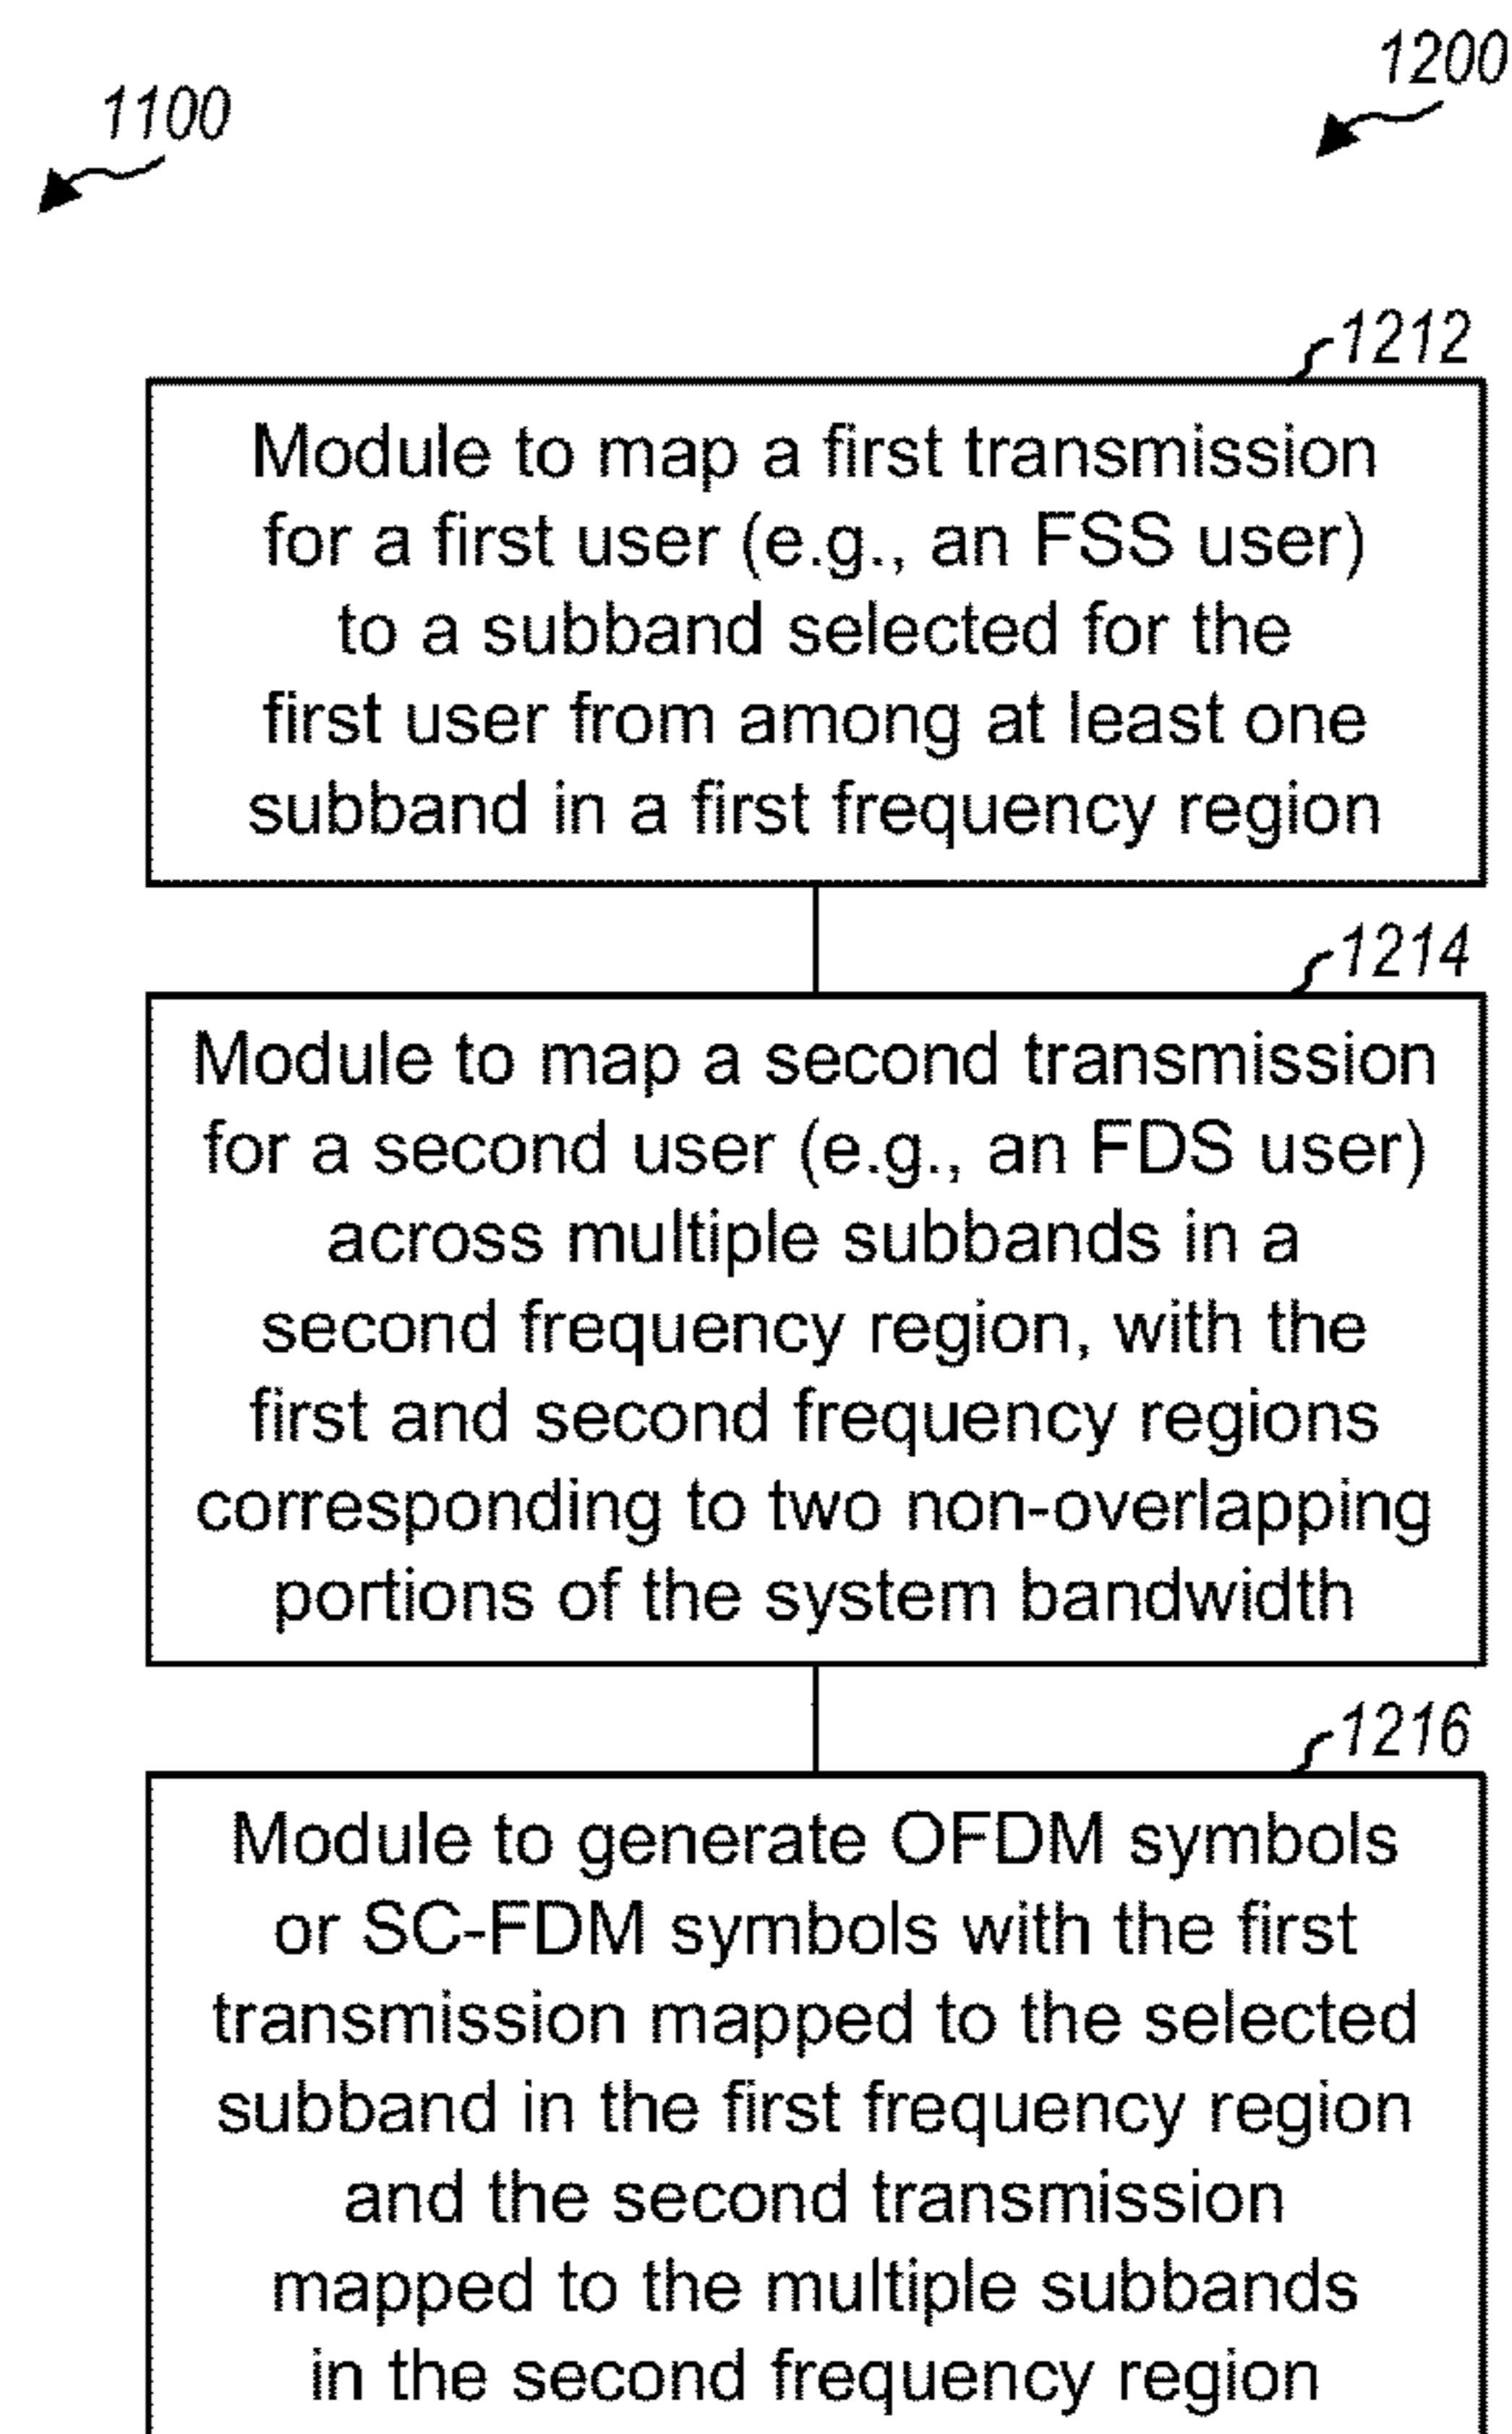 1100
1200
1212
Module to map a first transmission
for a first user (e.g., an FSS user)
to a subband selected for the
first user from among at least one
subband in a first frequency region
1214
Module to map a second transmission
for a second user (e.g., an FDS user)
across multiple subbands in a
second frequency region, with the
first and second frequency regions
corresponding to two non-overlapping
portions of the system bandwidth
1216
Module to generate OFDM symbols
or SC-FDM symbols with the first
transmission mapped to the selected
subband in the first frequency region
and the second transmission
mapped to the multiple subbands
in the second frequency region